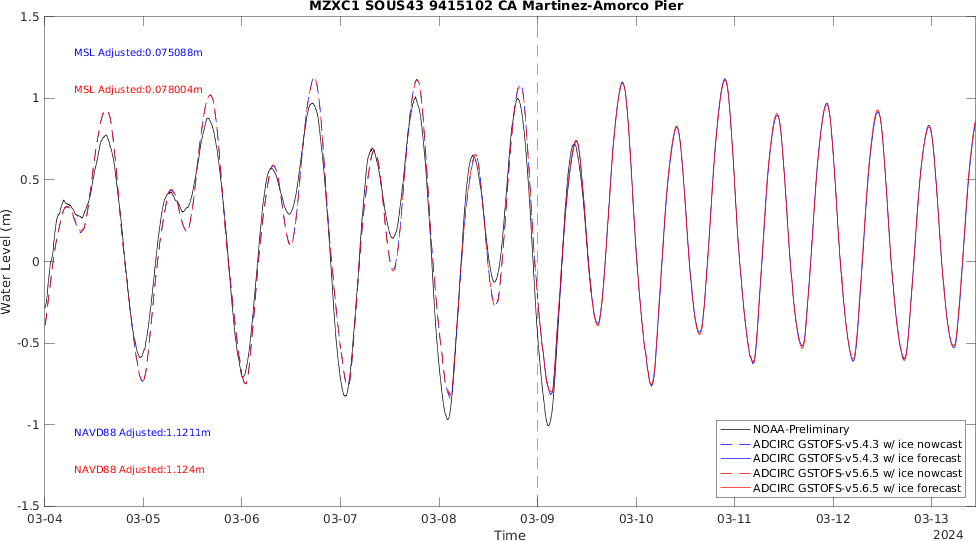 MZXC1 SOUS43 9415102 CA Martinez-Amorco Pier
1.5
MSL Adjusted:0.075088m
1
MSL Adjusted:0.078004m
0.5
Water Level (m)
0
-0.5
-1
NAVD88 Adjusted:1.1211m
NAVD88 Adjusted:1.124m
-1.5
NOAA-Preliminary
ADCIRC GSTOFS-v5.4.3 w/ ice nowcast
ADCIRC GSTOFS-v5.4.3 w/ ice forecast
ADCIRC GSTOFS-v5.6.5 w/ ice nowcast
ADCIRC GSTOFS-v5.6.5 w/ ice forecast
03-04 03-05 03-06 03-07 03-08 03-09 03-10 03-11 03-12 03-13
Time
2024